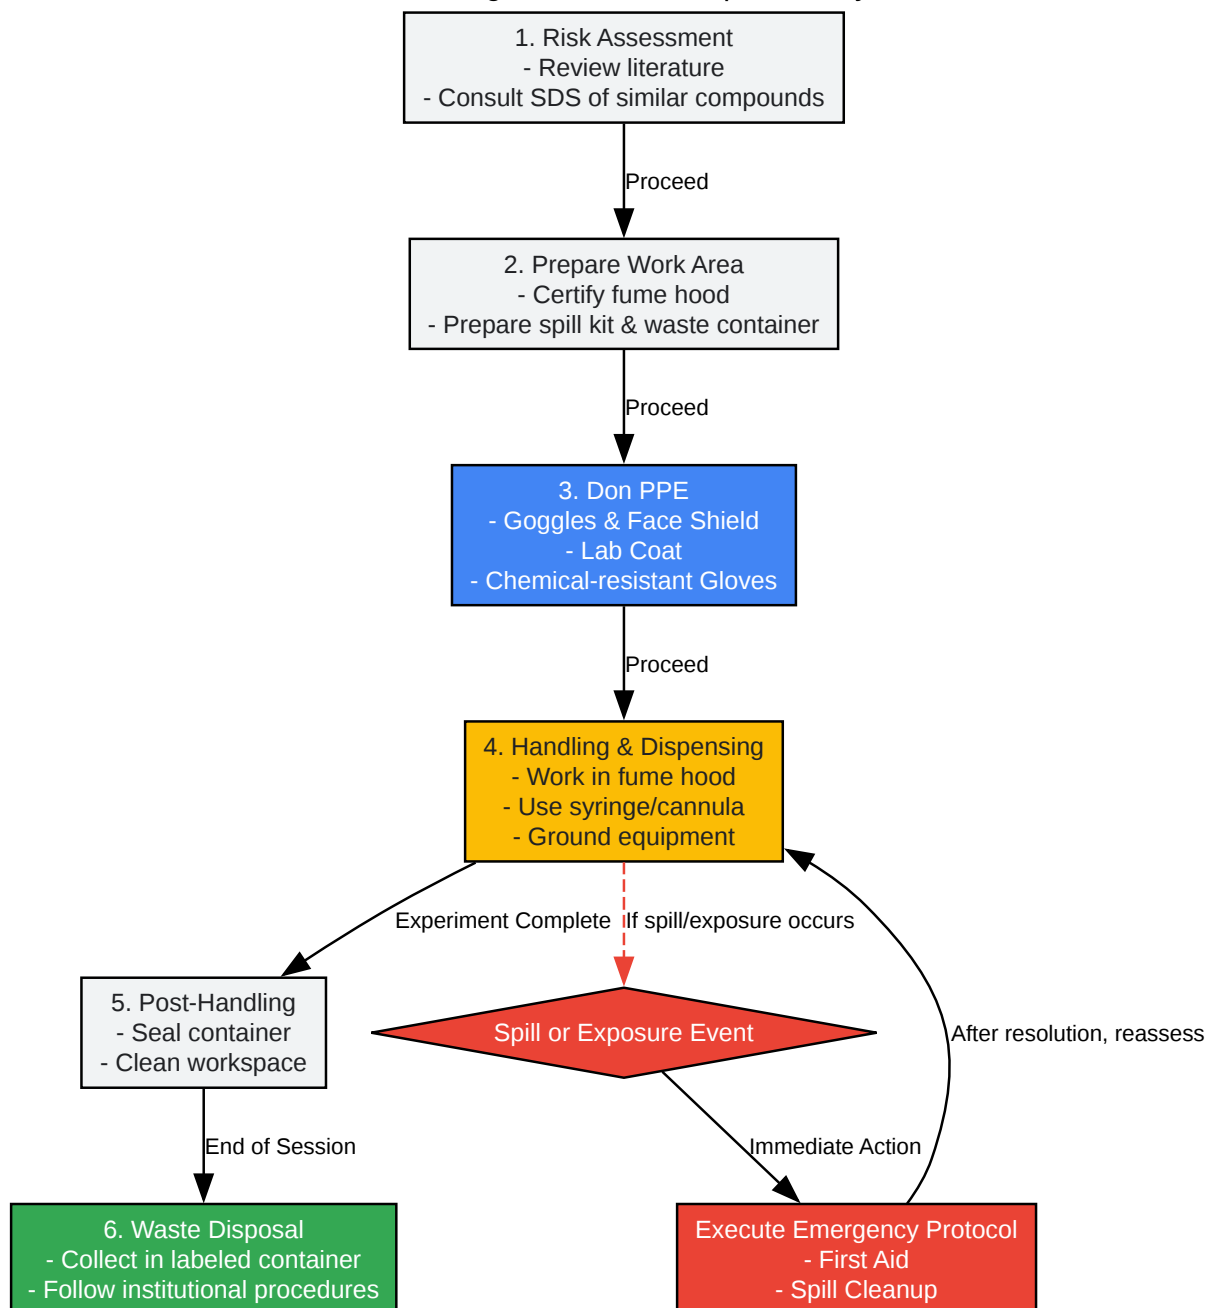 1. Risk Assessment
- Review literature
- Consult SDS of similar compounds
Proceed
2. Prepare Work Area
- Certify fume hood
- Prepare spill kit & waste container
Proceed
3. Don PPE
- Goggles & Face Shield
- Lab Coat
- Chemical-resistant Gloves
Proceed
4. Handling & Dispensing
- Work in fume hood
- Use syringe/cannula
- Ground equipment
Experiment Complete
If spill/exposure occurs
5. Post-Handling
- Seal container
- Clean workspace
Spill or Exposure Event
After resolution, reassess
End of Session
Immediate Action
6. Waste Disposal
- Collect in labeled container
- Follow institutional procedures
Execute Emergency Protocol
- First Aid
- Spill Cleanup